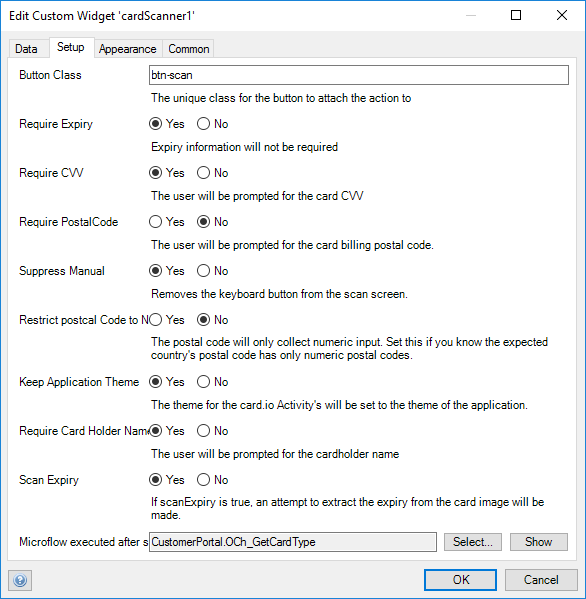 Edit Custom Widget 'cardScanner1'
Data Setup Appearance Common
Button Class btn-scan
The unique class for the button to attach the action to
Require Expiry Yes No
Expiry information will not be required
Require CVV Yes No
The user will be prompted for the card CVV
Require PostalCode Yes No
The user will be prompted for the card billing postal code.
Suppress Manual Yes No
Removes the keyboard button from the scan screen.
Restrict postcal Code to N Yes No
The postal code will only collect numeric input. Set this if you know the expected
country's postal code has only numeric postal codes.
Keep Application Theme Yes No
The theme for the card.io Activity's will be set to the theme of the application.
Require Card Holder Name Yes No
The user will be prompted for the cardholder name
Scan Expiry Yes No
If scanExpiry is true, an attempt to extract the expiry from the card image will be
made.
Microflow executed after s CustomerPortal.OCh_GetCardType Select... Show
? OK Cancel